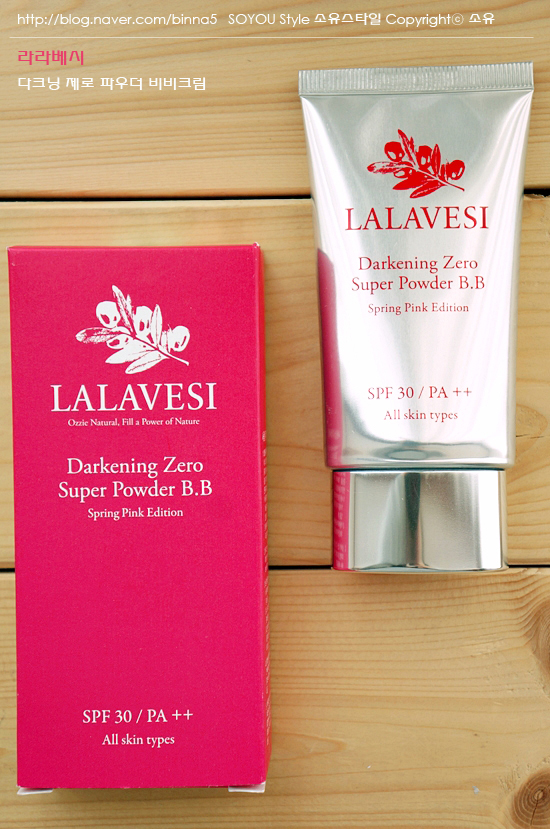 http://blog.naver.com/binna5 SOYOU Style 소유스타일 Copyrightⓒ 소유
라라베시
다크닝 제로 파우더 비비크림
LALAVESI
Darkening Zero
Super Powder B.B
Spring Pink Edition
SPF 30 / PA ++
All skin types
LALAVESI
Ozzie Natural, Fill a Power of Nature
Darkening Zero
Super Powder B.B
Spring Pink Edition
SPF 30 / PA ++
All skin types